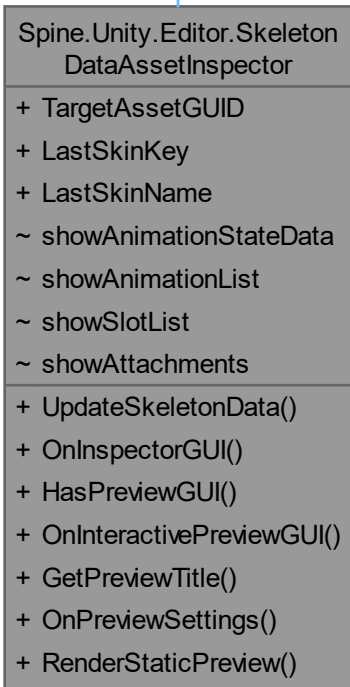 Spine.Unity.Editor.Skeleton
DataAssetInspector
+ TargetAssetGUID
+ LastSkinKey
+ LastSkinName
~ showAnimationStateData
~ showAnimationList
~ showSlotList
~ showAttachments
+ UpdateSkeletonData()
+ OnInspectorGUI()
+ HasPreviewGUI()
+ OnInteractivePreviewGUI()
+ GetPreviewTitle()
+ OnPreviewSettings()
+ RenderStaticPreview()